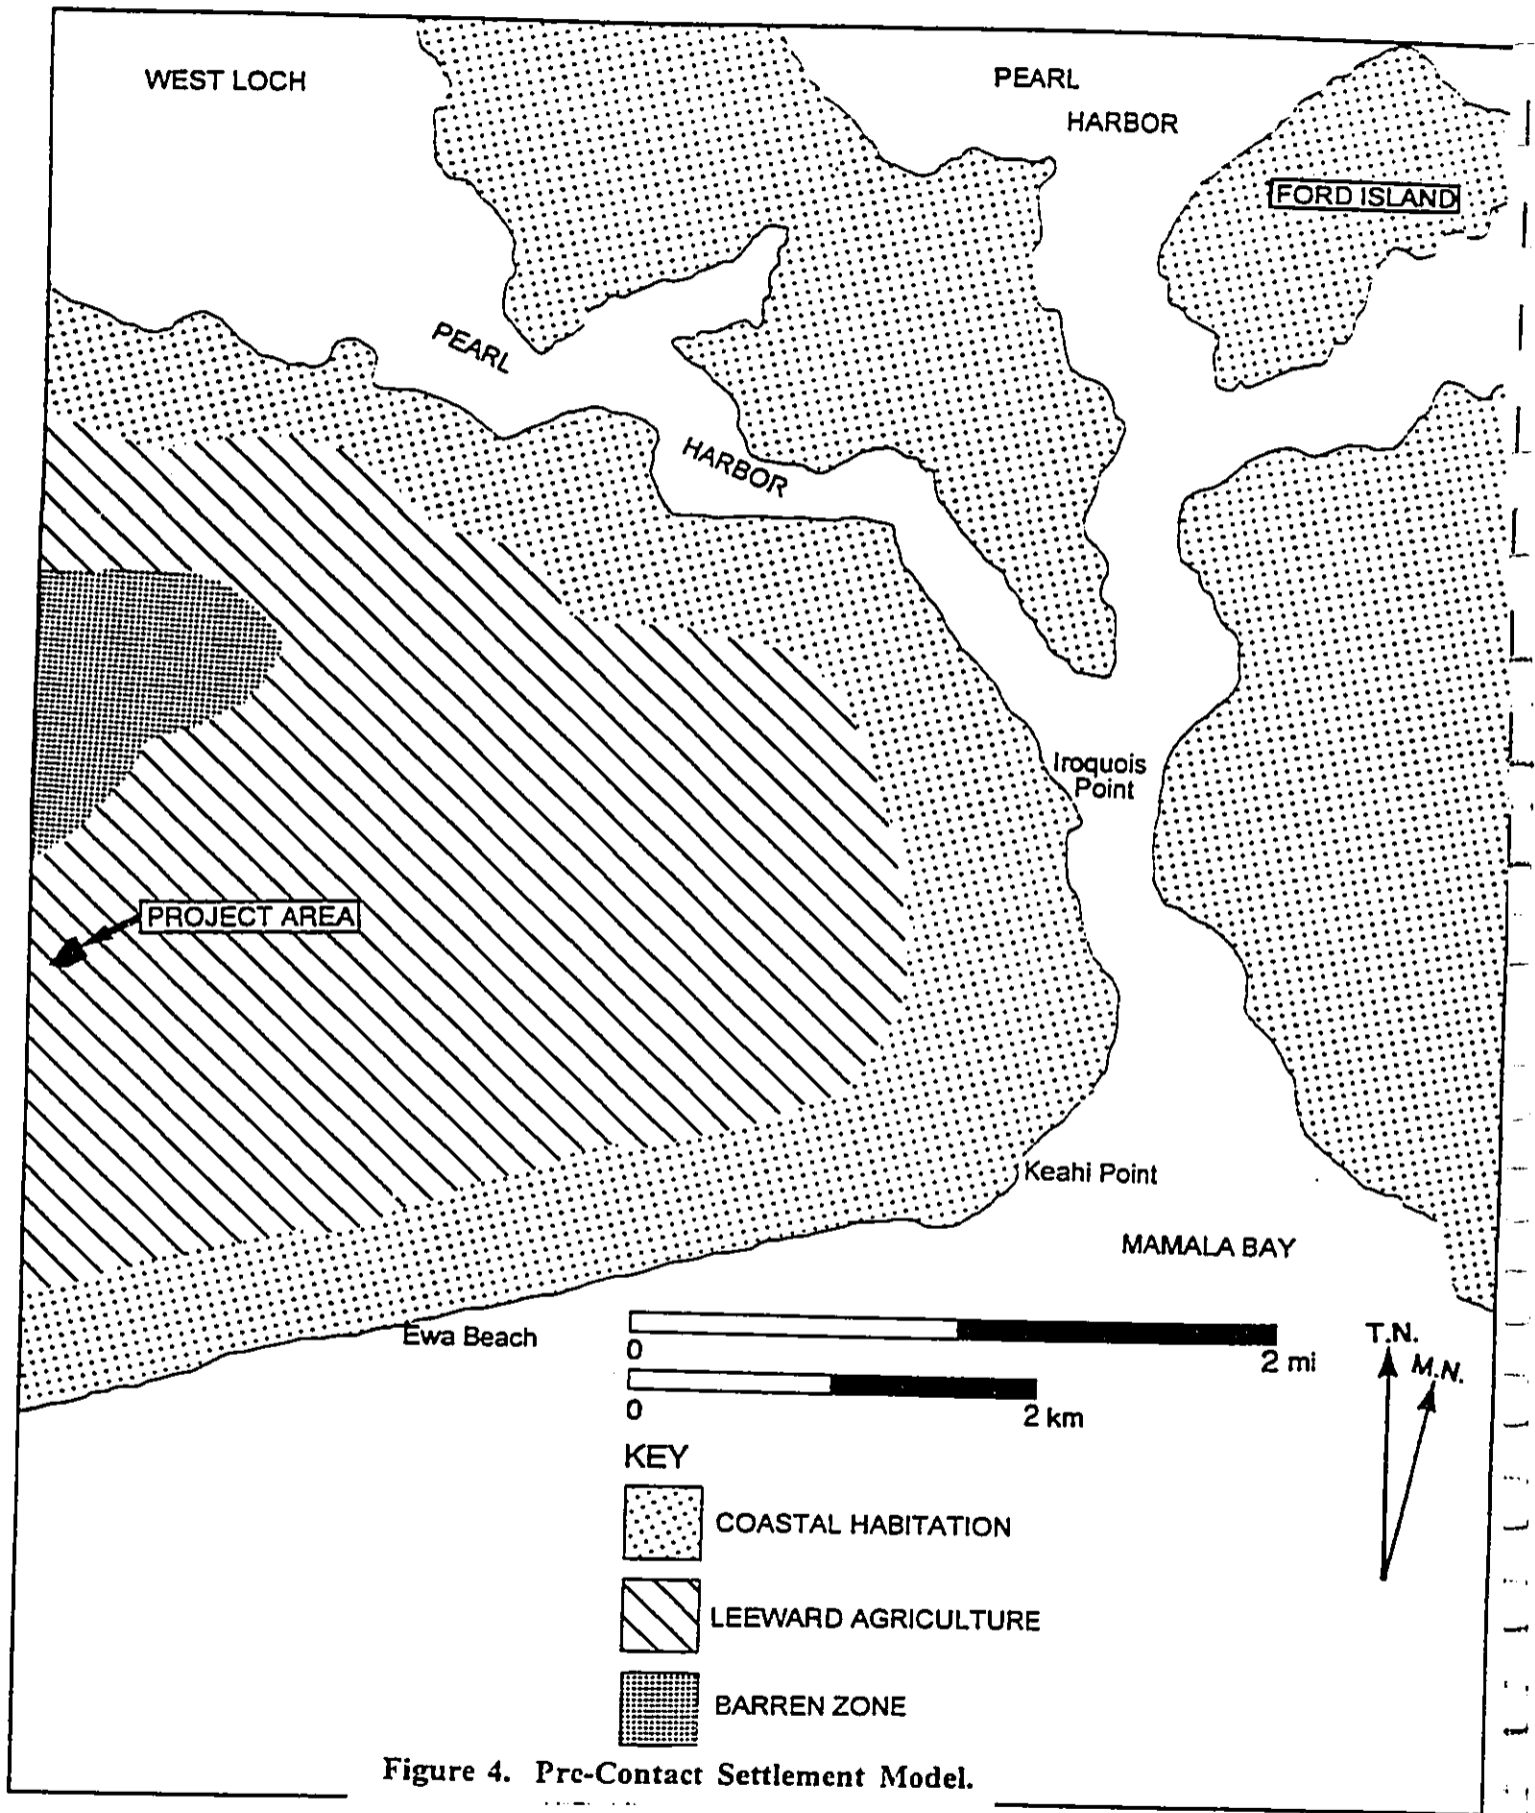 WEST LOCH
PEARL
HARBOR
FORD ISLAND
PEARL
HARBOR
Iroquois
Point
PROJECT AREA
Keahi Point
MAMALA BAY
Ewa Beach
0
2 mi
0
2 km
T.N.
M.N.
KEY
COASTAL HABITATION
LEEWARD AGRICULTURE
BARREN ZONE
Figure 4. Pre-Contact Settlement Model.